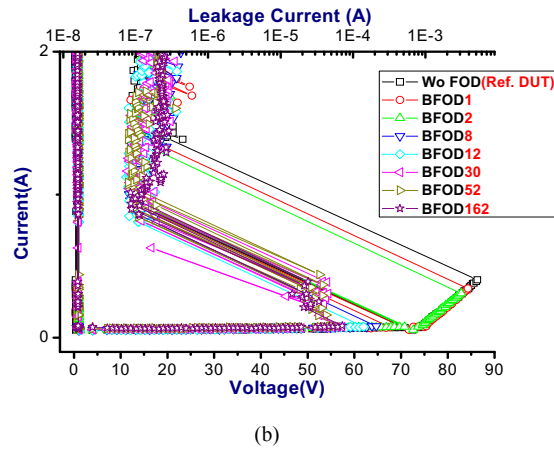 Leakage Current (A)
1E-8 1E-7 1E-6 1E-5 1E-4 1E-3
2
Wo FOD(Ref. DUT)
BFOD1
BFOD2
BFOD8
BFOD12
BFOD30
BFOD52
BFOD162
Current(A)
0
0 10 20 30 40 50 60 70 80 90
Voltage(V)
(b)